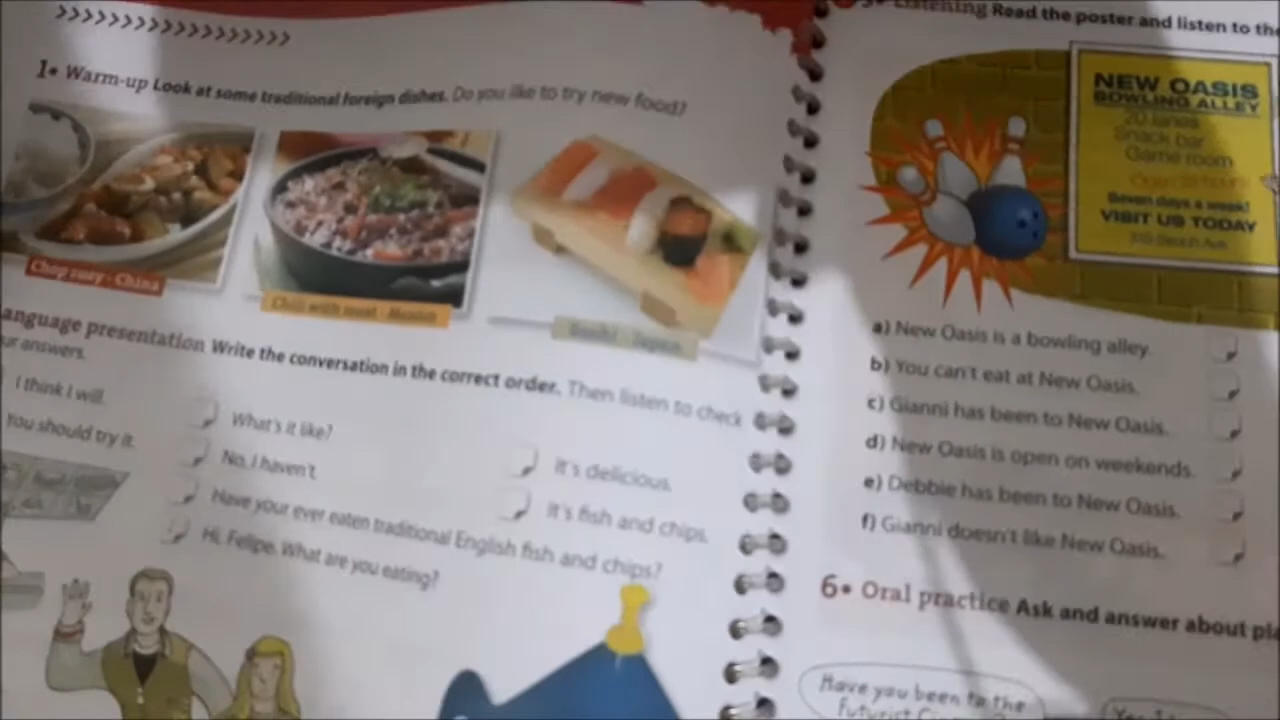 1• Warm-up Look at some traditional foreign dishes. Do you like to try new food?
Chop suey - China
Chili with meat - Mexico
Sushi - Japan
anguage presentation Write the conversation in the correct order. Then listen to check
ur answers.
I think I will.
You should try it.
What's it like?
No, I haven't.
Have your ever eaten traditional English fish and chips?
Hi, Felipe. What are you eating?
It's delicious.
It's fish and chips.
Listening Read the poster and listen to the
NEW OASIS
BOWLING ALLEY
20 lanes
Snack bar
Game room
Seven days a week!
VISIT US TODAY
Beach Ave.
a) New Oasis is a bowling alley.
b) You can't eat at New Oasis.
c) Gianni has been to New Oasis.
d) New Oasis is open on weekends.
e) Debbie has been to New Oasis.
f) Gianni doesn't like New Oasis.
6• Oral practice Ask and answer about pla
Have you been to the
Futurist